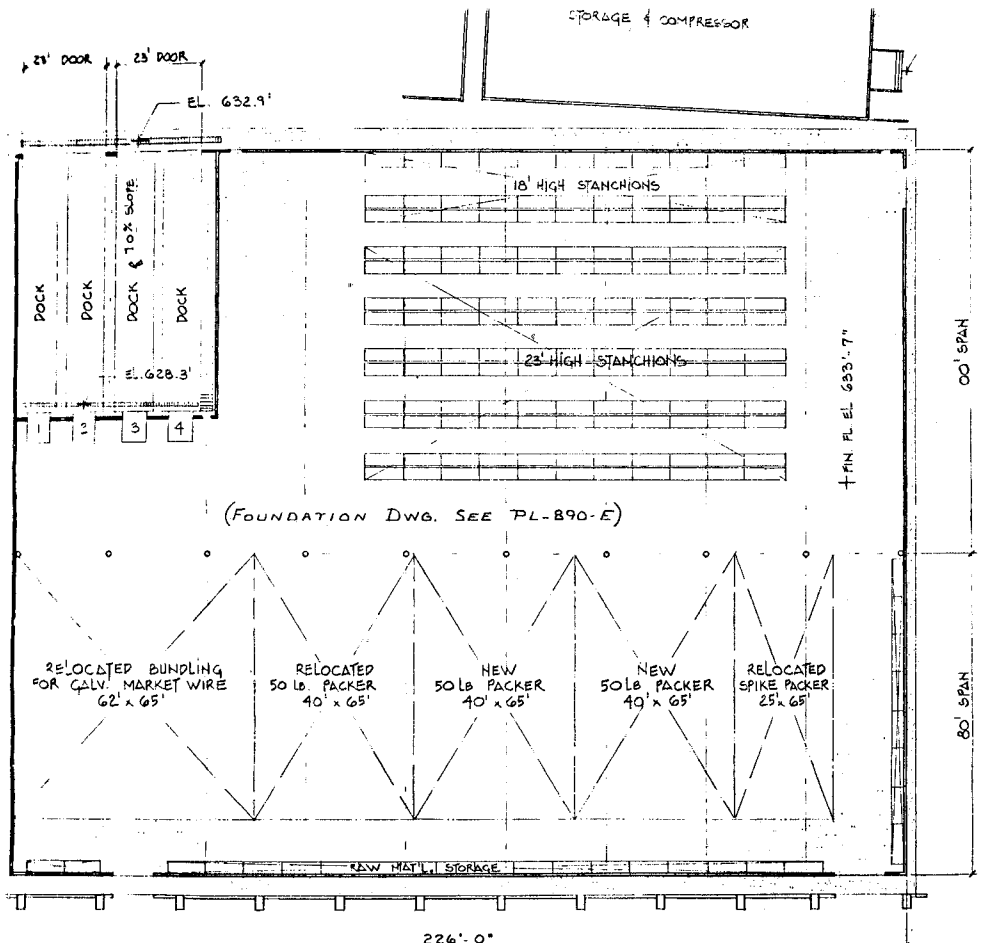 STORAGE & COMPRESSOR
23' DOOR
23' DOOR
EL. 632.9'
18' HIGH STANCHIONS
DOCK
DOCK
DOCK
10% SLOPE
DOCK
EL. 628.3'
23' HIGH STANCHIONS
1
2
3
4
FIN. FL. EL 633'-7"
00' SPAN
(FOUNDATION DWG. SEE PL-890-E)
RELOCATED BUNDLING
FOR GALV. MARKET WIRE
62' x 65'
RELOCATED
50 LB. PACKER
40' x 65'
NEW
50 LB PACKER
40' x 65'
NEW
50 LB PACKER
40' x 65'
RELOCATED
SPIKE PACKER
25' x 65'
80' SPAN
RAW MAT'L. STORAGE
226'-0"